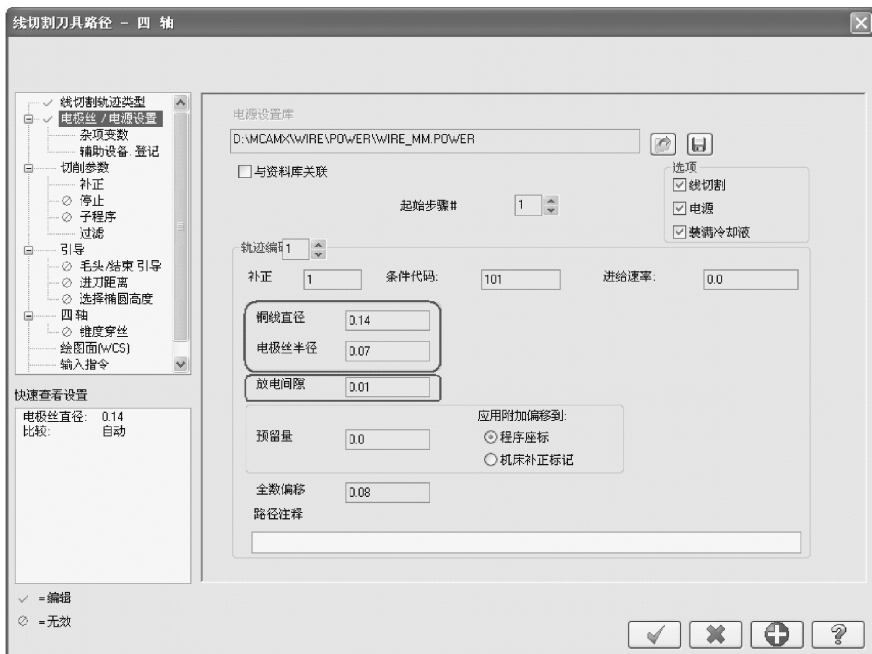 线切割刀具路径 - 四 轴
线切割轨迹类型
电极丝 / 电源设置
杂项变数
辅助设备. 登记
切削参数
补正
停止
子程序
过滤
引导
毛头/结束 引导
进刀距离
选择椭圆高度
四 轴
维度穿丝
绘图面(WCS)
输入指令
快速查看设置
电极丝直径: 0.14
比较: 自动
✓ =编辑
⊘ =无效
电源设置库
D:\MCAMX\WIRE\POWER\WIRE_MM.POWER
与资料库关联
起始步骤# 1
选项
线切割
电源
装满冷却液
轨迹编码 1
补正 1 条件代码: 101 进给速率: 0.0
铜线直径 0.14
电极丝半径 0.07
放电间隙 0.01
预留量 0.0
应用附加偏移到:
程序座标
机床补正标记
全数偏移 0.08
路径注释